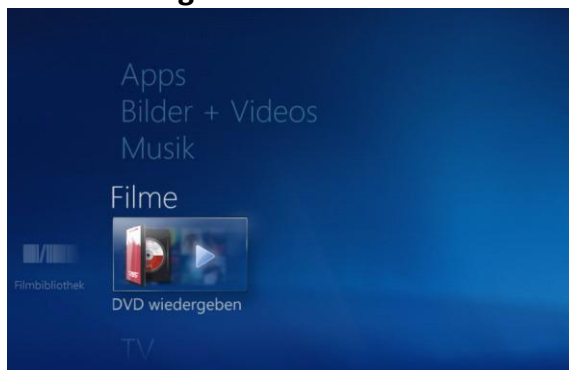 Apps
Bilder + Videos
Musik
Filme
Filmbibliothek
DVD wiedergeben
TV